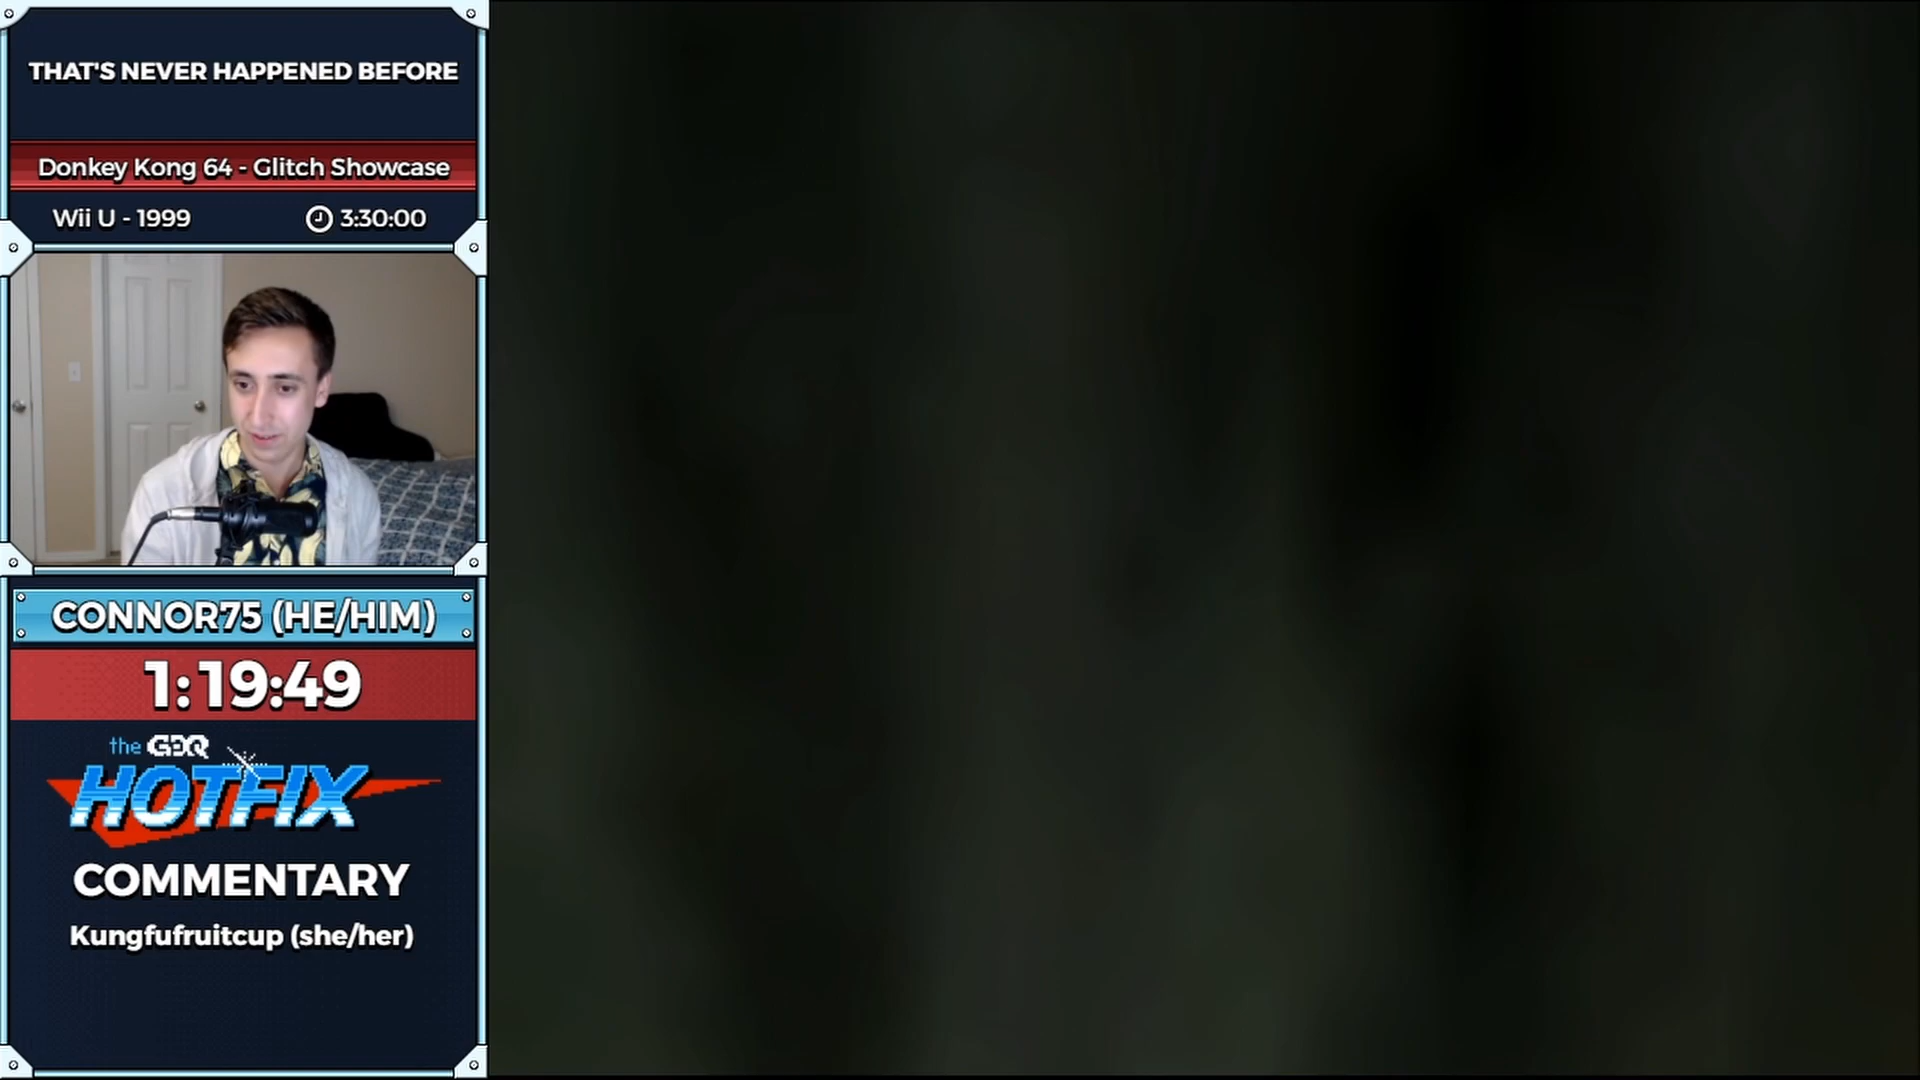 THAT'S NEVER HAPPENED BEFORE
Donkey Kong 64 - Glitch Showcase
Wii U - 1999 3:30:00
CONNOR75 (HE/HIM)
1:19:49
the GDQ
HOTFIX
COMMENTARY
Kungfufruitcup (she/her)